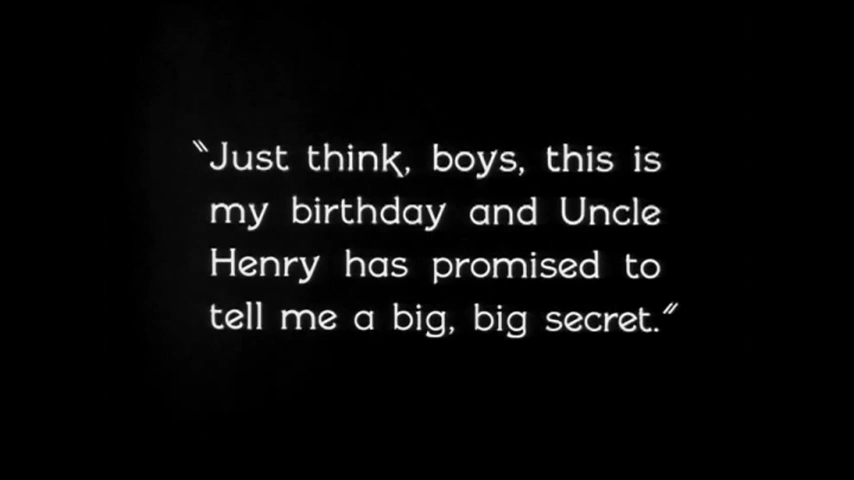 "Just think, boys, this is
my birthday and Uncle
Henry has promised to
tell me a big, big secret."